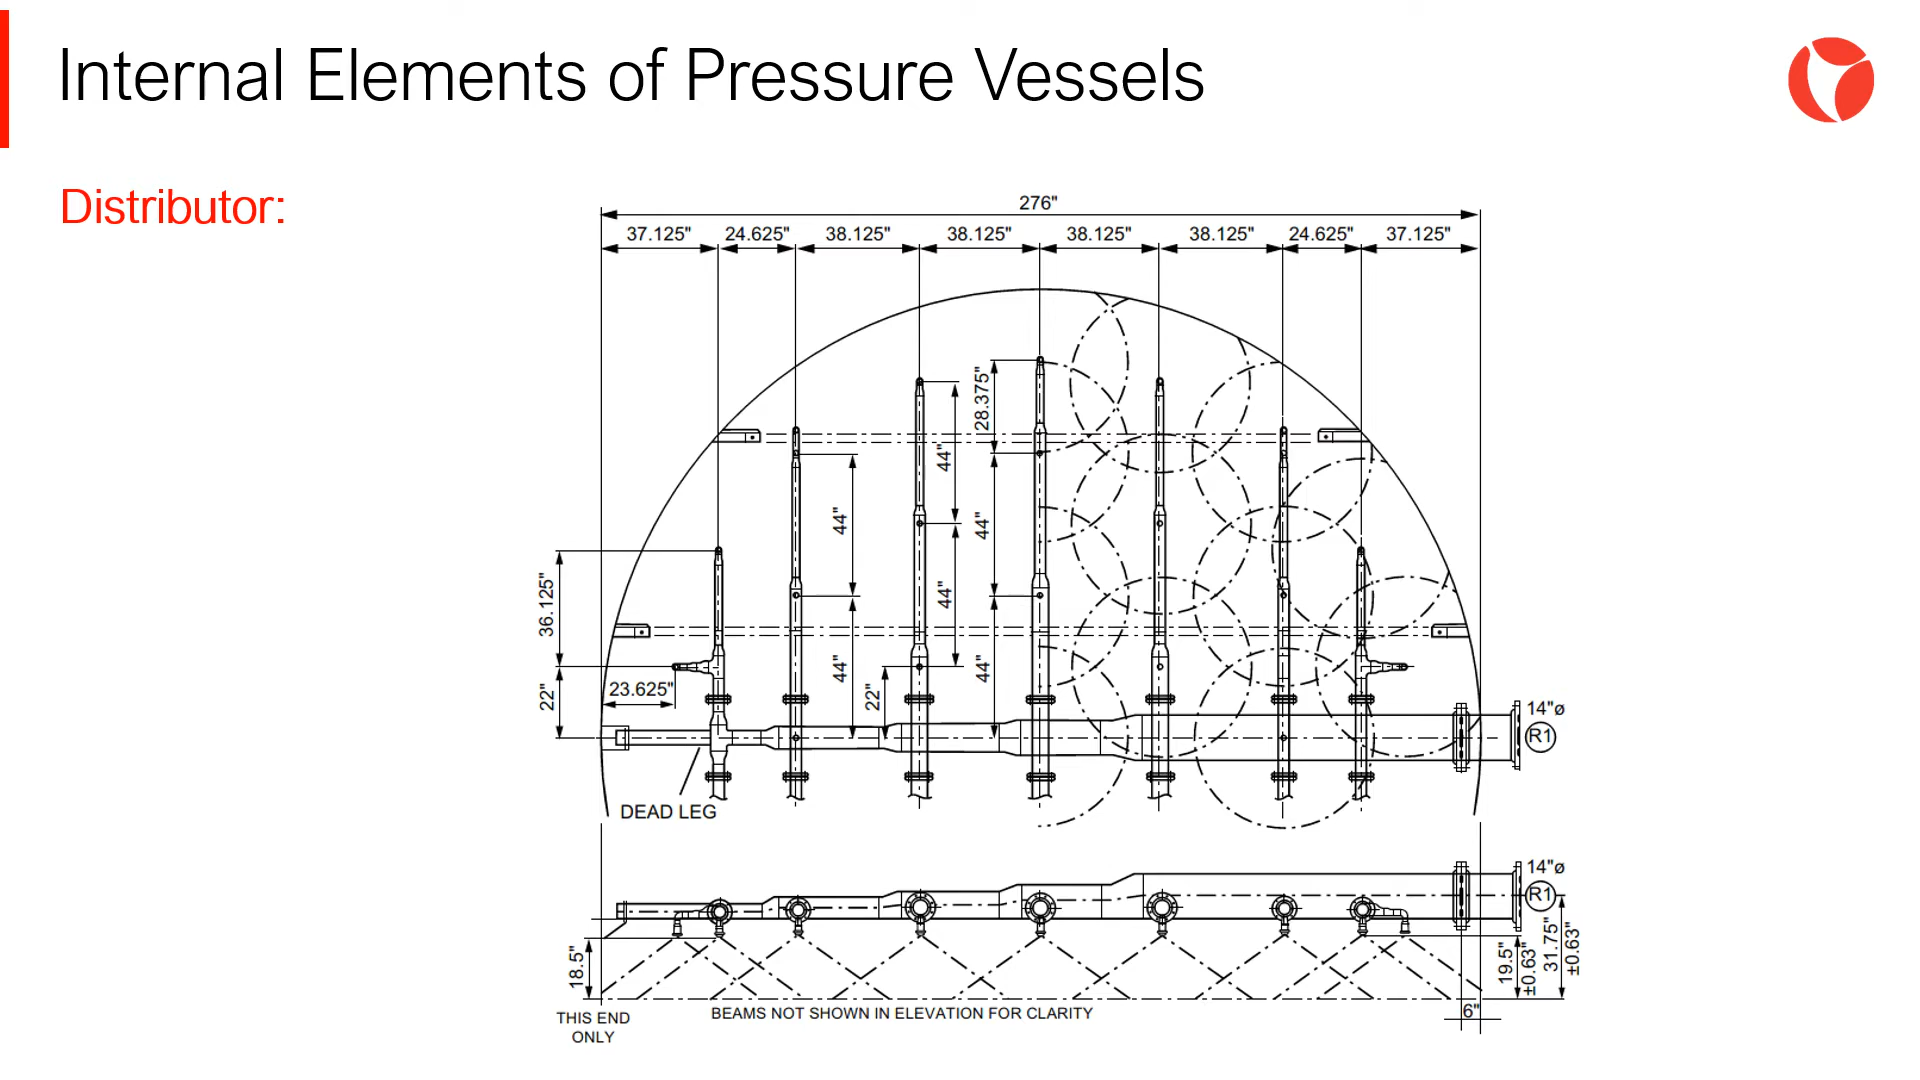 Internal Elements of Pressure Vessels
Distributor:
276"
37.125" 24.625" 38.125" 38.125" 38.125" 38.125" 24.625" 37.125"
28.375"
44"
44"
44"
36.125"
44"
44"
44"
22"
23.625"
22"
14"ø
R1
DEAD LEG
14"ø
R1
18.5"
19.5"
±0.63"
31.75"
±0.63"
6"
THIS END
ONLY
BEAMS NOT SHOWN IN ELEVATION FOR CLARITY